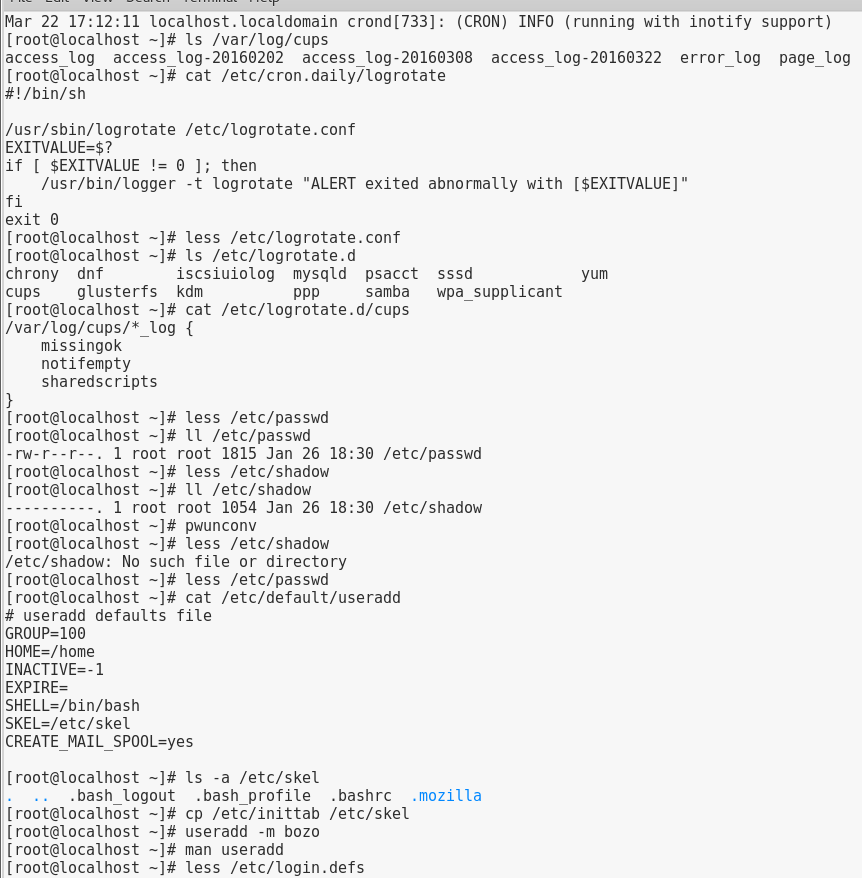 File Edit View Search Terminal Help
Mar 22 17:12:11 localhost.localdomain crond[733]: (CRON) INFO (running with inotify support)
[root@localhost ~]# ls /var/log/cups
access_log  access_log-20160202  access_log-20160308  access_log-20160322  error_log  page_log
[root@localhost ~]# cat /etc/cron.daily/logrotate
#!/bin/sh

/usr/sbin/logrotate /etc/logrotate.conf
EXITVALUE=$?
if [ $EXITVALUE != 0 ]; then
    /usr/bin/logger -t logrotate "ALERT exited abnormally with [$EXITVALUE]"
fi
exit 0
[root@localhost ~]# less /etc/logrotate.conf
[root@localhost ~]# ls /etc/logrotate.d
chrony  dnf        iscsiuiolog  mysqld  psacct  sssd            yum
cups    glusterfs  kdm          ppp     samba   wpa_supplicant
[root@localhost ~]# cat /etc/logrotate.d/cups
/var/log/cups/*_log {
    missingok
    notifempty
    sharedscripts
}
[root@localhost ~]# less /etc/passwd
[root@localhost ~]# ll /etc/passwd
-rw-r--r--. 1 root root 1815 Jan 26 18:30 /etc/passwd
[root@localhost ~]# less /etc/shadow
[root@localhost ~]# ll /etc/shadow
----------. 1 root root 1054 Jan 26 18:30 /etc/shadow
[root@localhost ~]# pwunconv
[root@localhost ~]# less /etc/shadow
/etc/shadow: No such file or directory
[root@localhost ~]# less /etc/passwd
[root@localhost ~]# cat /etc/default/useradd
# useradd defaults file
GROUP=100
HOME=/home
INACTIVE=-1
EXPIRE=
SHELL=/bin/bash
SKEL=/etc/skel
CREATE_MAIL_SPOOL=yes

[root@localhost ~]# ls -a /etc/skel
.  ..  .bash_logout  .bash_profile  .bashrc  .mozilla
[root@localhost ~]# cp /etc/inittab /etc/skel
[root@localhost ~]# useradd -m bozo
[root@localhost ~]# man useradd
[root@localhost ~]# less /etc/login.defs